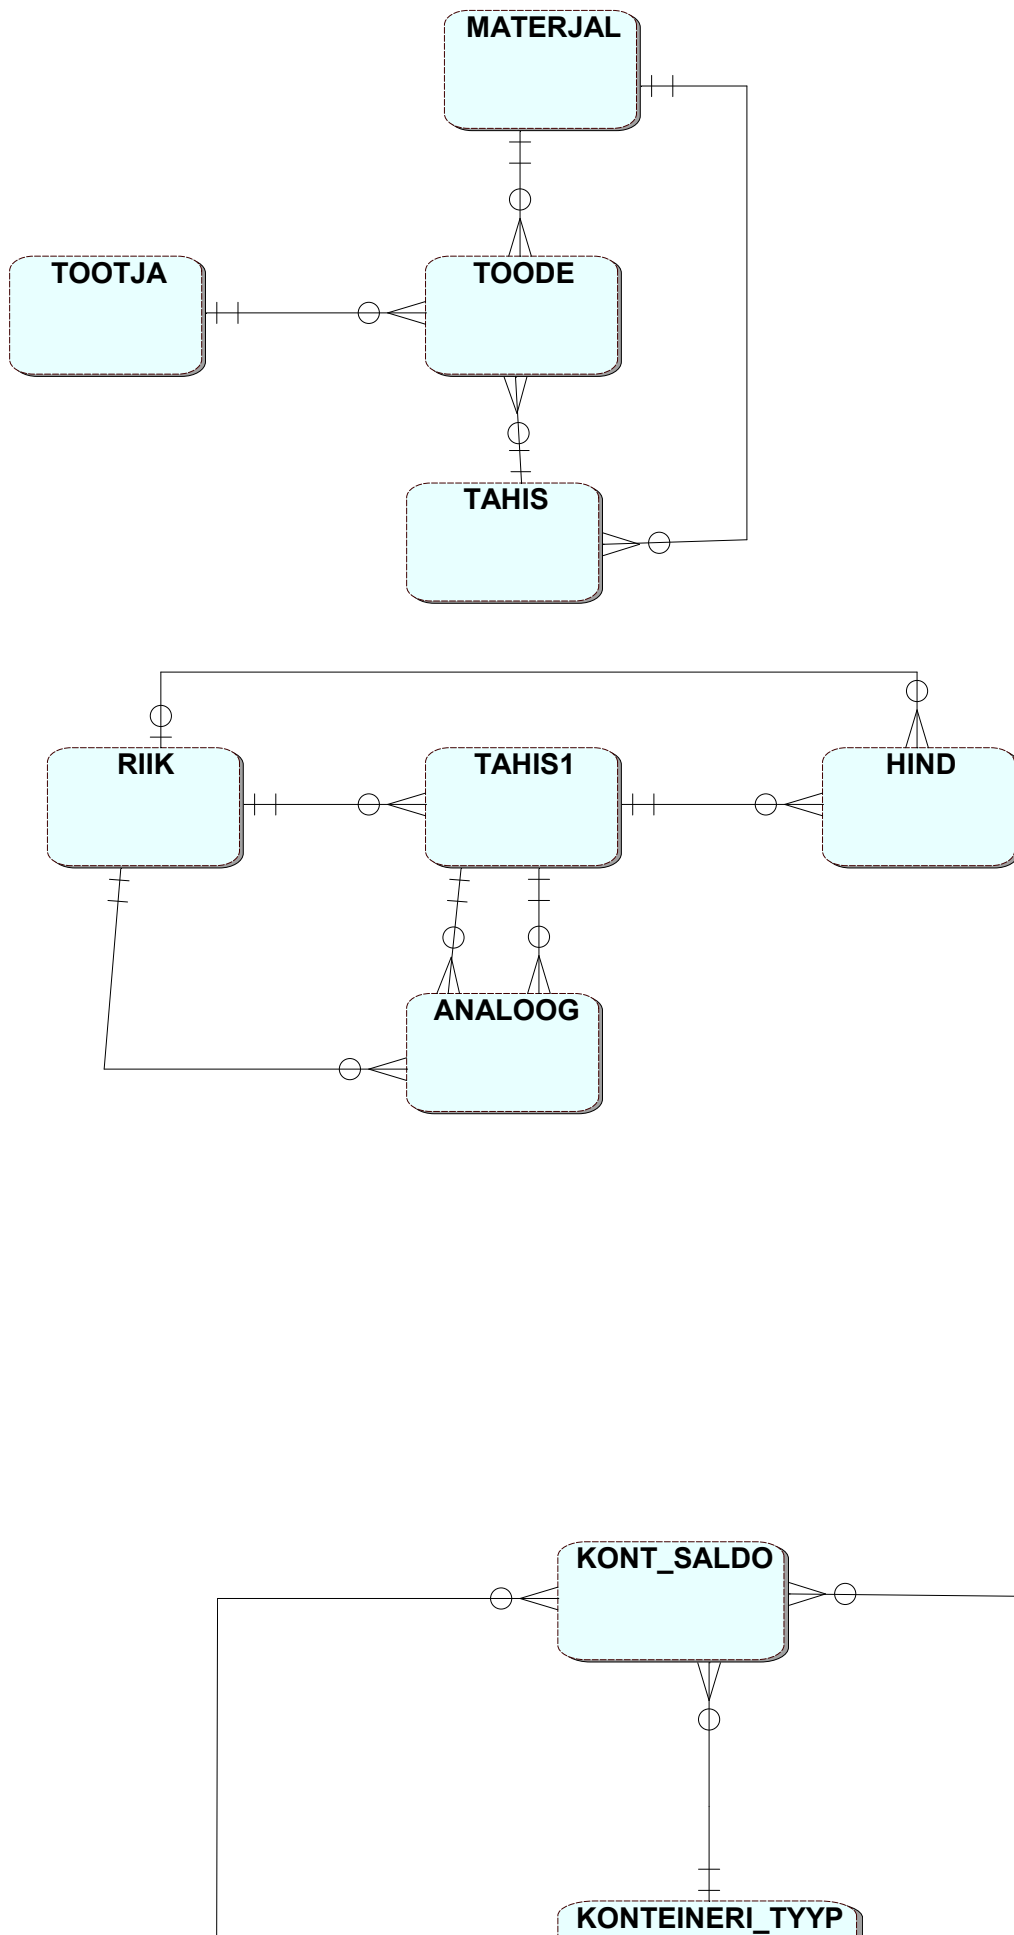 MATERJAL
TOOTJA
TOODE
TAHIS
RIIK
TAHIS1
HIND
ANALOOG
KONT_SALDO
KONTEINERI_TYYP